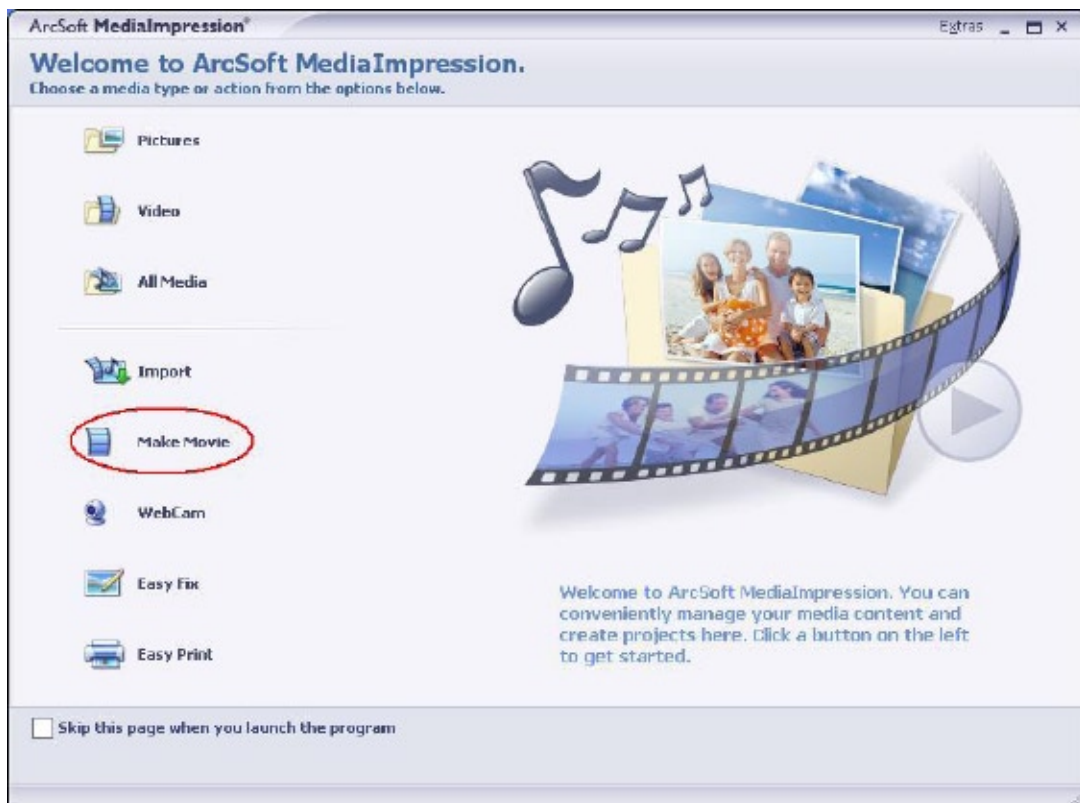 ArcSoft MediaImpression®
Extras
Welcome to ArcSoft MediaImpression.
Choose a media type or action from the options below.
Pictures
Video
All Media
Import
Make Movie
WebCam
Easy Fix
Easy Print
Welcome to ArcSoft MediaImpression. You can
conveniently manage your media content and
create projects here. Click a button on the left
to get started.
Skip this page when you launch the program